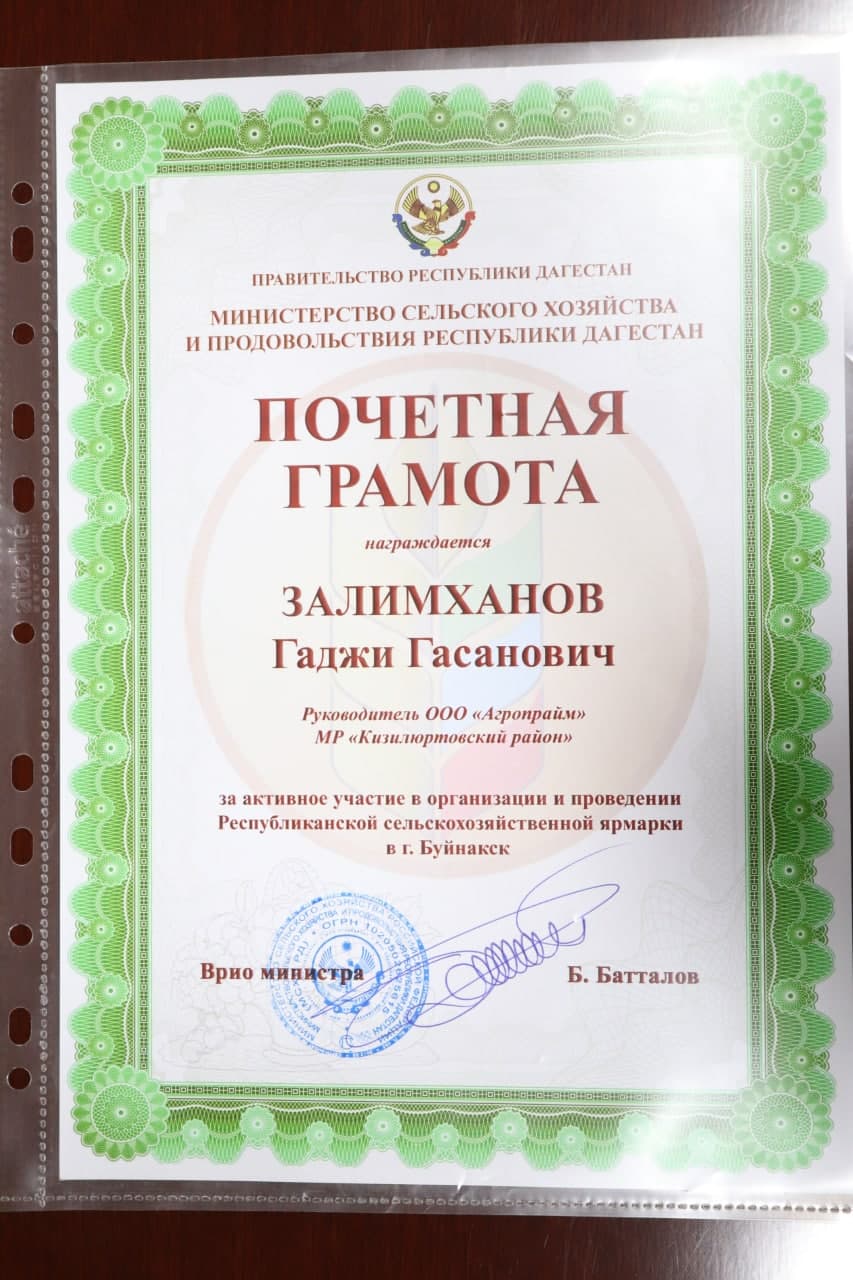 ПРАВИТЕЛЬСТВО РЕСПУБЛИКИ ДАГЕСТАН
МИНИСТЕРСТВО СЕЛЬСКОГО ХОЗЯЙСТВА
И ПРОДОВОЛЬСТВИЯ РЕСПУБЛИКИ ДАГЕСТАН
ПОЧЕТНАЯ
ГРАМОТА
награждается
ЗАЛИМХАНОВ
Гаджи Гасанович
Руководитель ООО «Агропрайм»
МР «Кизилюртовский район»
за активное участие в организации и проведении
Республиканской сельскохозяйственной ярмарки
в г. Буйнакск
Врио министра
Б. Батталов
attaché